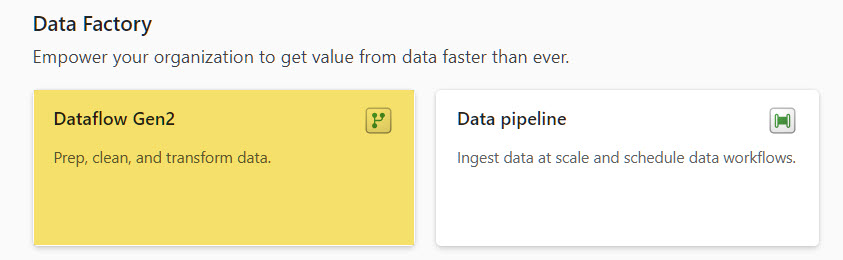 Data Factory
Empower your organization to get value from data faster than ever.
Dataflow Gen2
Prep, clean, and transform data.
Data pipeline
Ingest data at scale and schedule data workflows.